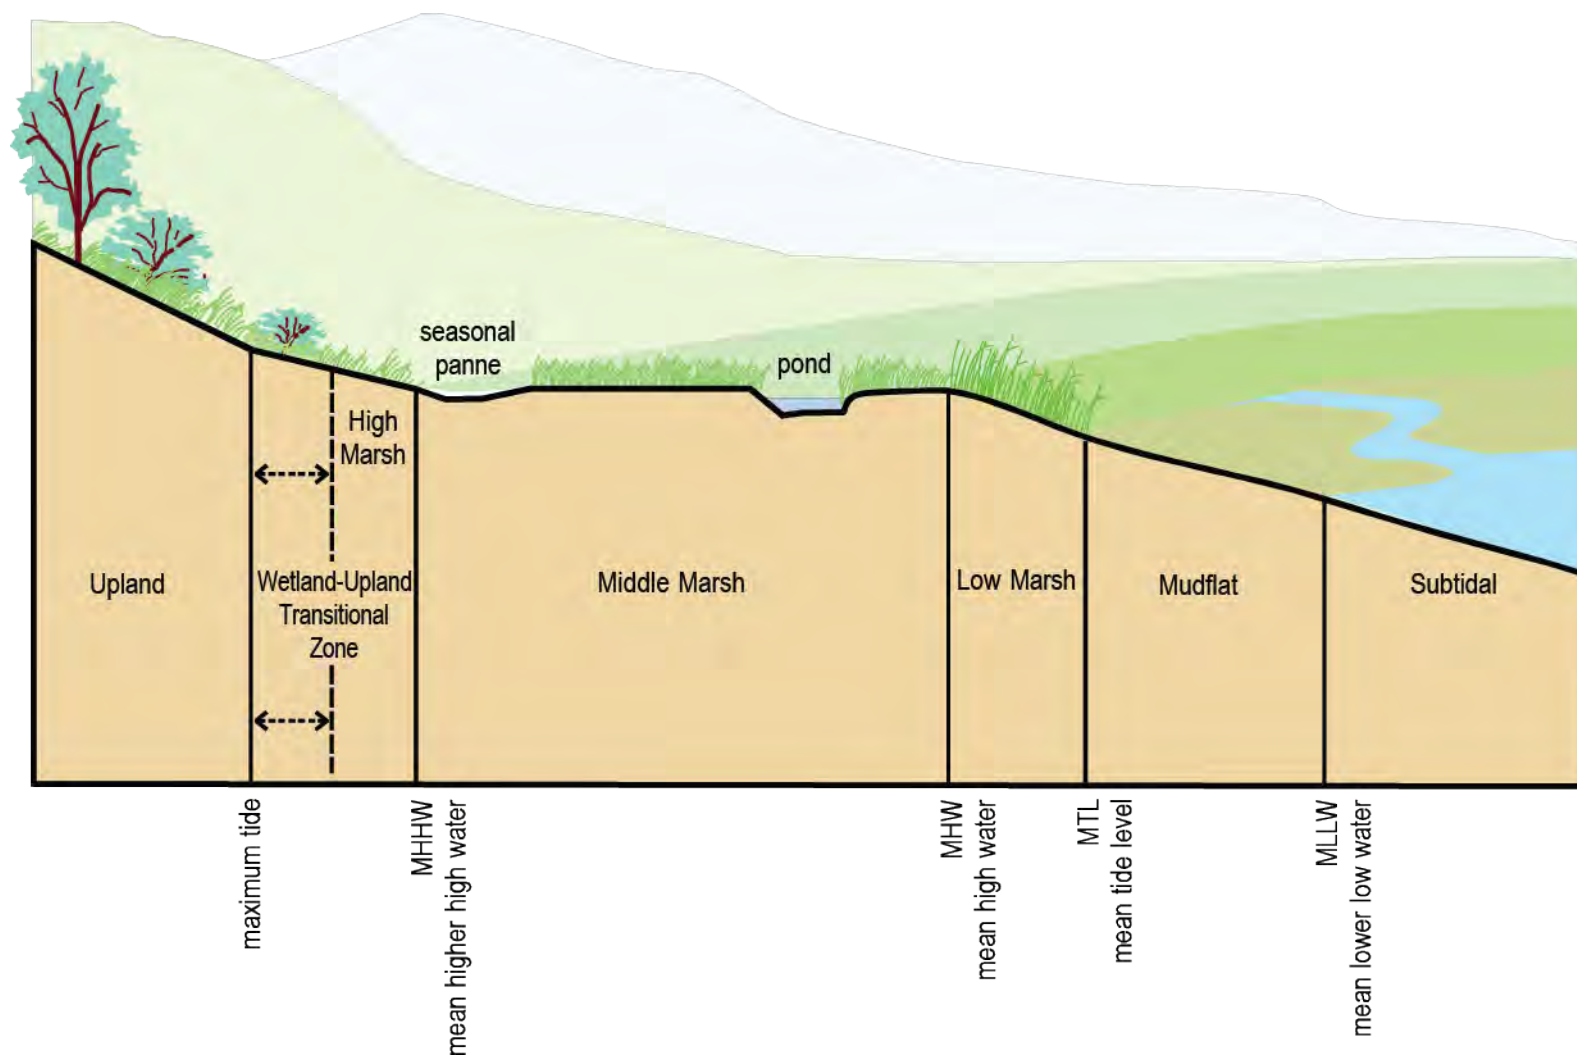 seasonal
panne
pond
High
Marsh
Upland
Wetland-Upland
Transitional
Zone
Middle Marsh
Low Marsh
Mudflat
Subtidal
maximum tide
MHHW
mean higher high water
MHW
mean high water
MTL
mean tide level
MLLW
mean lower low water